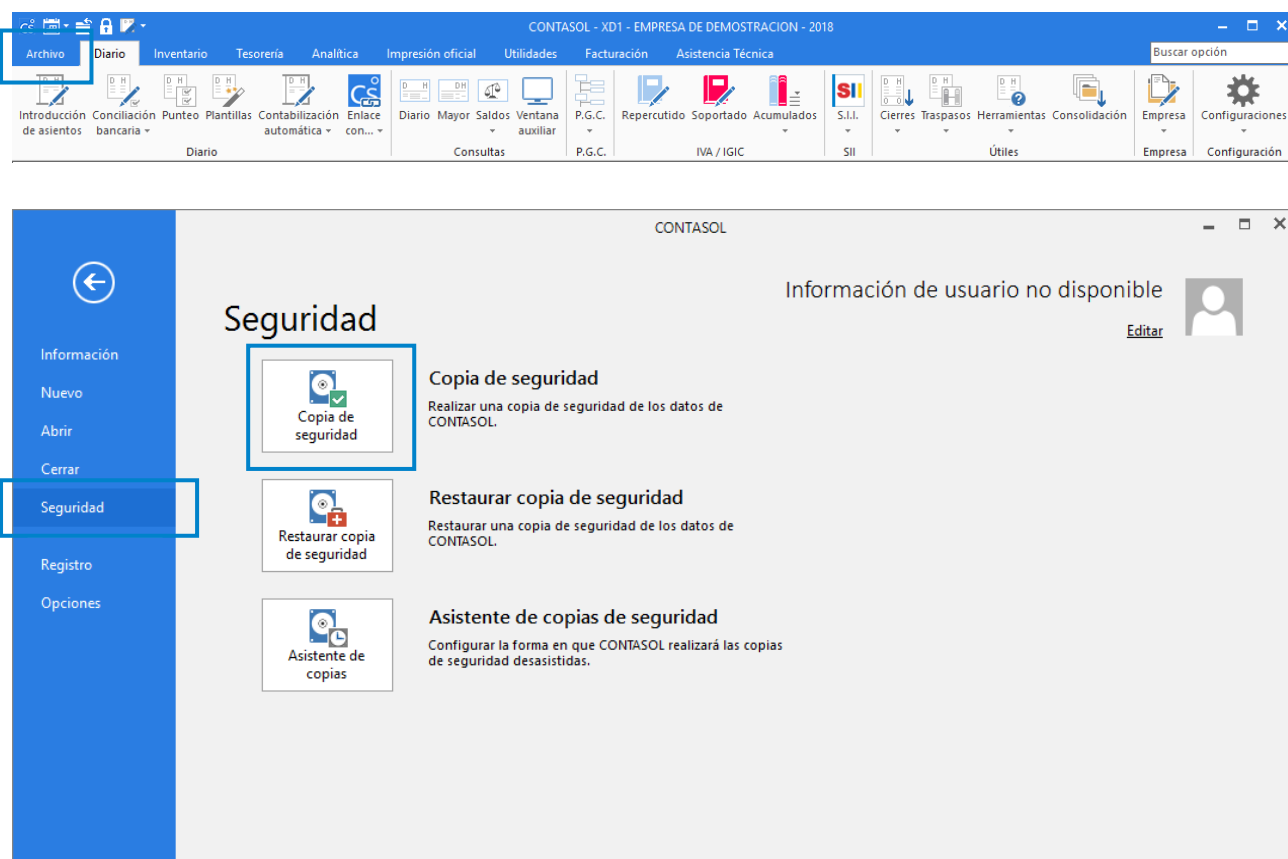 CONTASOL - XD1 - EMPRESA DE DEMOSTRACION - 2018
Archivo Diario Inventario Tesorería Analítica Impresión oficial Utilidades Facturación Asistencia Técnica Buscar opción
Introducción de asientos
Conciliación bancaria
Punteo
Plantillas
Contabilización automática
Enlace con...
Diario
Mayor
Saldos
Ventana auxiliar
P.G.C.
Repercutido
Soportado
Acumulados
S.I.I.
Cierres
Traspasos
Herramientas
Consolidación
Empresa
Configuraciones
Diario Consultas P.G.C. IVA / IGIC SII Útiles Empresa Configuración
CONTASOL
Información de usuario no disponible
Editar
Información
Nuevo
Abrir
Cerrar
Seguridad
Registro
Opciones
Seguridad
Copia de
seguridad
Copia de seguridad
Realizar una copia de seguridad de los datos de
CONTASOL.
Restaurar copia
de seguridad
Restaurar copia de seguridad
Restaurar una copia de seguridad de los datos de
CONTASOL.
Asistente de
copias
Asistente de copias de seguridad
Configurar la forma en que CONTASOL realizará las copias
de seguridad desasistidas.